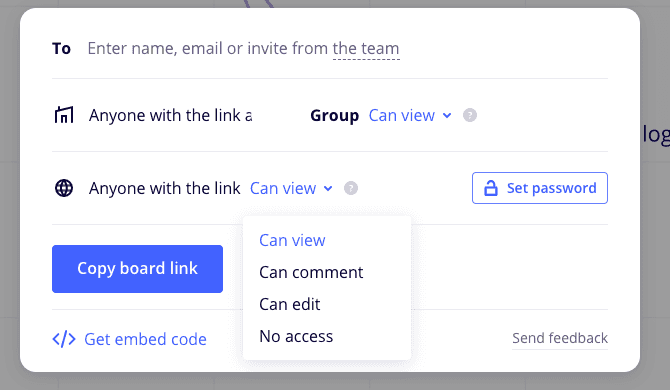 To Enter name, email or invite from the team
Anyone with the link Group Can view ?
log
Anyone with the link Can view ? Set password
Can view
Copy board link Can comment
Can edit
No access
</> Get embed code Send feedback